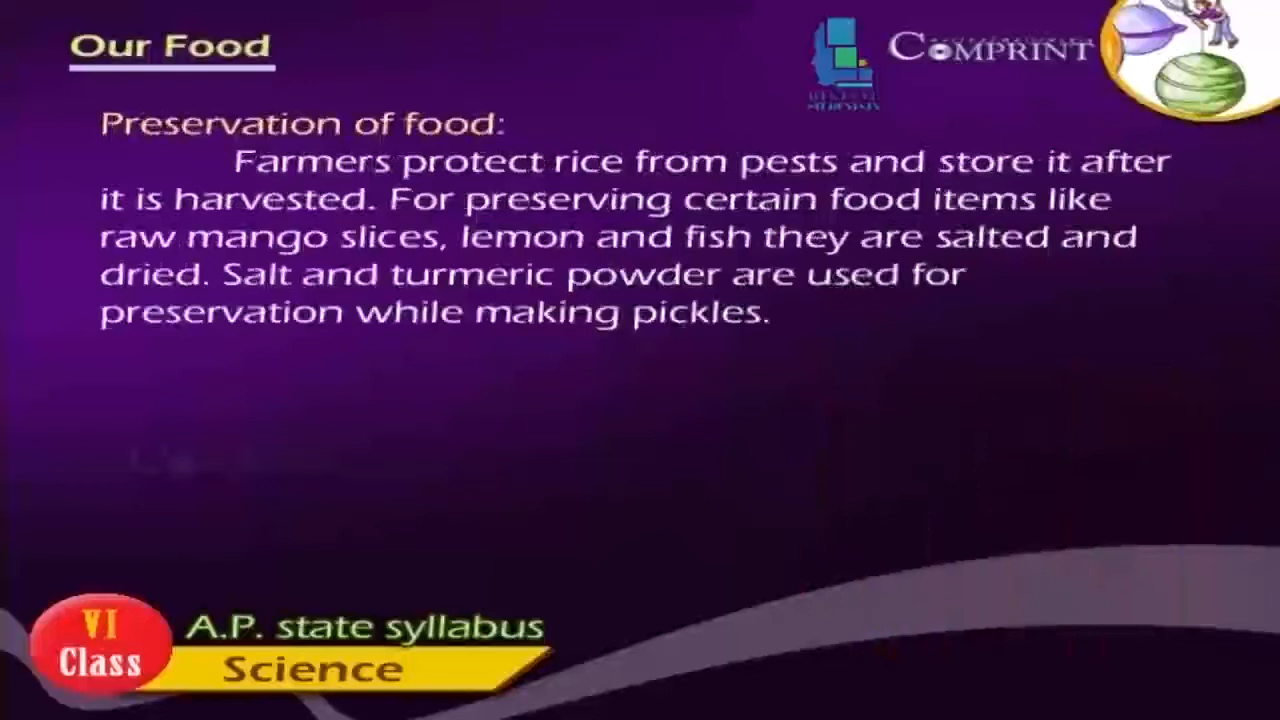 Our Food
COMPRINT
Preservation of food:
Farmers protect rice from pests and store it after
it is harvested. For preserving certain food items like
raw mango slices, lemon and fish they are salted and
dried. Salt and turmeric powder are used for
preservation while making pickles.
VI
Class
A.P. state syllabus
Science